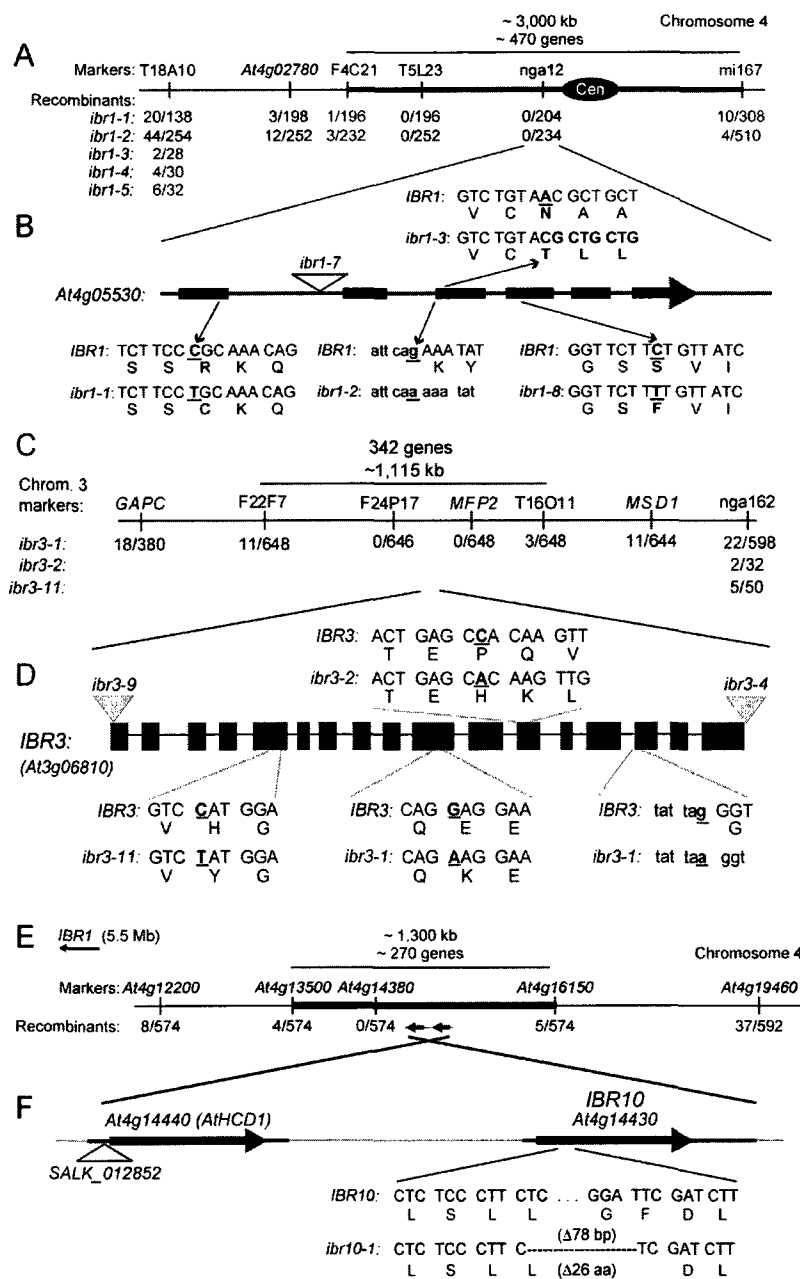 ~ 3,000 kb Chromosome 4
~ 470 genes
A
Markers: T18A10 At4g02780 F4C21 T5L23 nga12 mi167
Cen
Recombinants:
ibr1-1: 20/138 3/198 1/196 0/196 0/204 10/308
ibr1-2: 44/254 12/252 3/232 0/252 0/234 4/510
ibr1-3: 2/28
ibr1-4: 4/30
ibr1-5: 6/32
IBR1: GTC TGT AAC GCT GCT
V C N A A
B
ibr1-3: GTC TGT ACG CTG CTG
V C T L L
ibr1-7
At4g05530:
IBR1: TCT TCC CGC AAA CAG IBR1: att cag AAA TAT IBR1: GGT TCT TCT GTT ATC
S S R K Q K Y G S S V I
ibr1-1: TCT TCC TGC AAA CAG ibr1-2: att caa aaa tat ibr1-8: GGT TCT TTT GTT ATC
S S C K Q G S F V I
C
342 genes
~1,115 kb
Chrom. 3
markers: GAPC F22F7 F24P17 MFP2 T16O11 MSD1 nga162
ibr3-1: 18/380 11/648 0/646 0/648 3/648 11/644 22/598
ibr3-2: 2/32
ibr3-11: 5/50
IBR3: ACT GAG CCA CAA GTT
T E P Q V
D
ibr3-2: ACT GAG CAC AAG TTG
T E H K L
ibr3-9 ibr3-4
IBR3:
(At3g06810)
IBR3: GTC CAT GGA IBR3: CAG GAG GAA IBR3: tat tag GGT
V H G Q E E G
ibr3-11: GTC TAT GGA ibr3-1: CAG AAG GAA ibr3-1: tat taa ggt
V Y G Q K E
E
IBR1 (5.5 Mb) ~ 1,300 kb
~ 270 genes Chromosome 4
Markers: At4g12200 At4g13500 At4g14380 At4g16150 At4g19460
Recombinants: 8/574 4/574 0/574 5/574 37/592
F
At4g14440 (AtHCD1) IBR10
At4g14430
SALK_012852
IBR10: CTC TCC CTT CTC ... GGA TTC GAT CTT
L S L L G F D L
(Δ78 bp)
ibr10-1: CTC TCC CTT C---------------TC GAT CTT
L S L L (Δ26 aa) D L